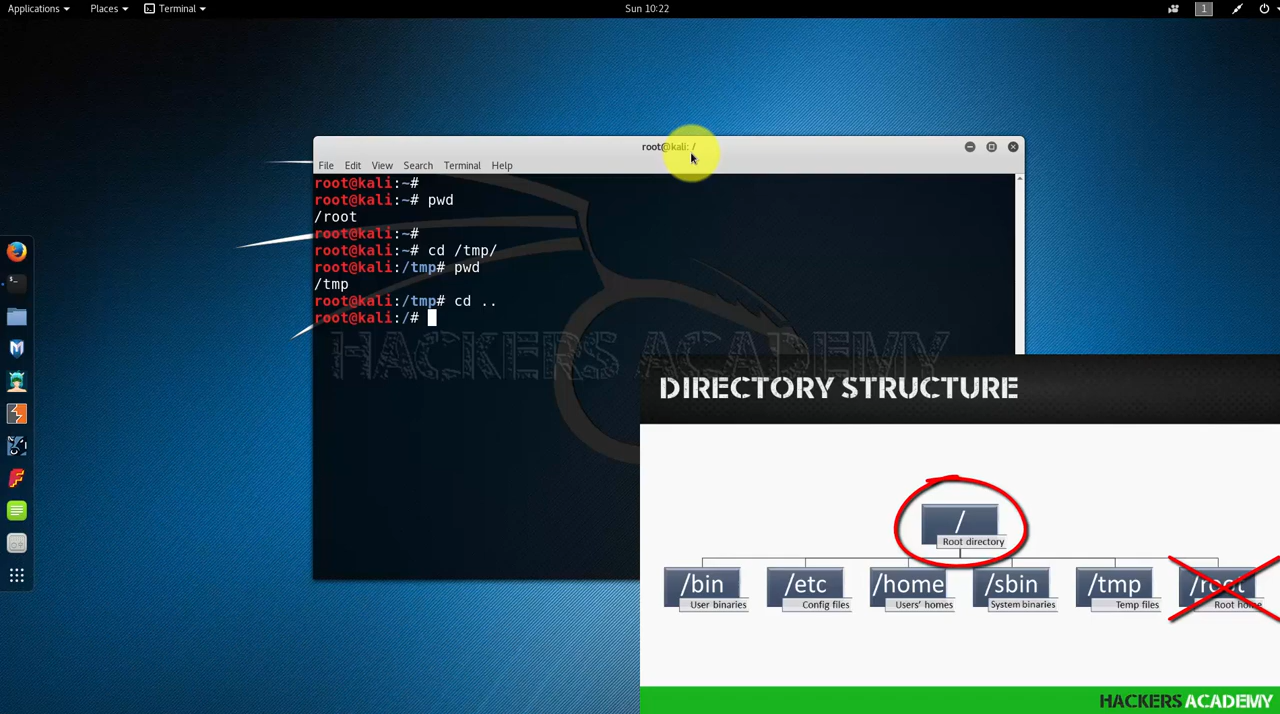 Applications Places Terminal Sun 10:22 1
root@kali: /
File Edit View Search Terminal Help
root@kali:~#
root@kali:~# pwd
/root
root@kali:~#
root@kali:~# cd /tmp/
root@kali:/tmp# pwd
/tmp
root@kali:/tmp# cd ..
root@kali:/#
HACKERS ACADEMY
DIRECTORY STRUCTURE
/
Root directory
/bin /etc /home /sbin /tmp /root
User binaries Config files Users' homes System binaries Temp files Root home
HACKERS ACADEMY